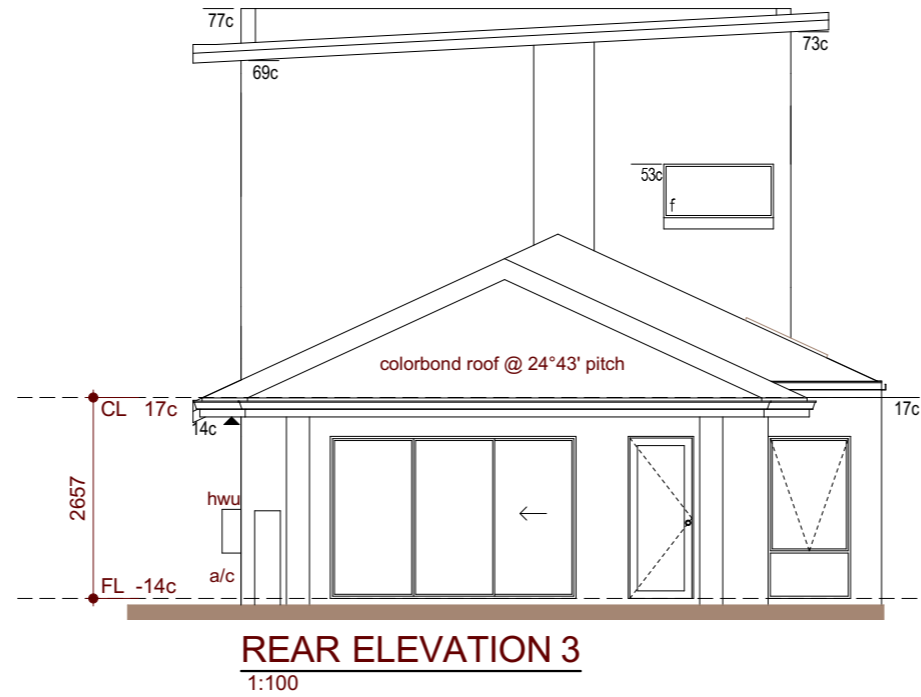 77c
73c
69c
53c
f
colorbond roof @ 24°43' pitch
CL 17c
17c
14c
2657
hwu
a/c
FL -14c
REAR ELEVATION 3
1:100